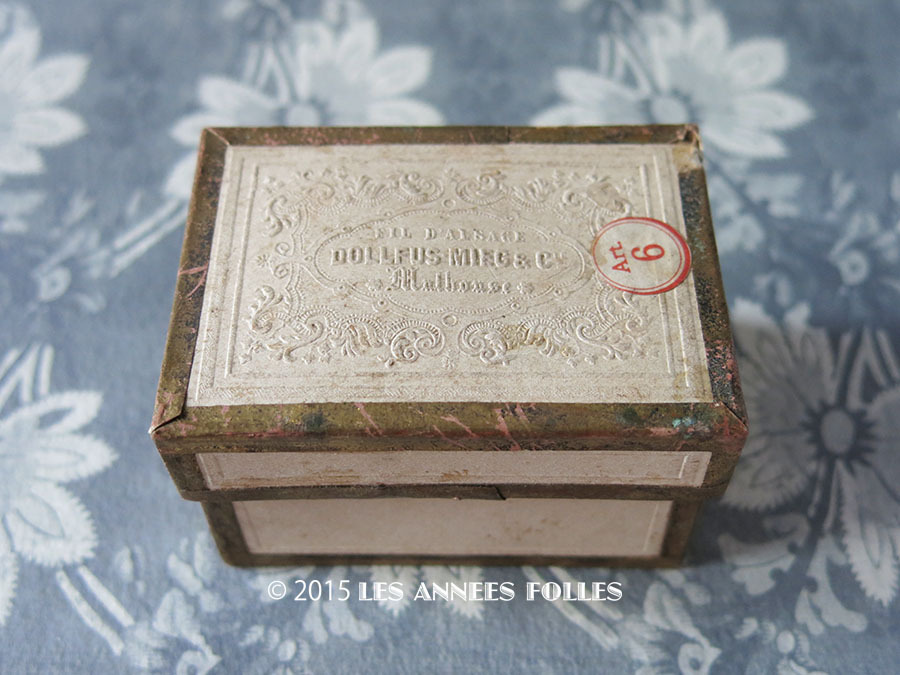 FIL D'ALSACE
DOLLFUS-MIEG & Cie
Mulhouse
Art.
6
© 2015 LES ANNEES FOLLES